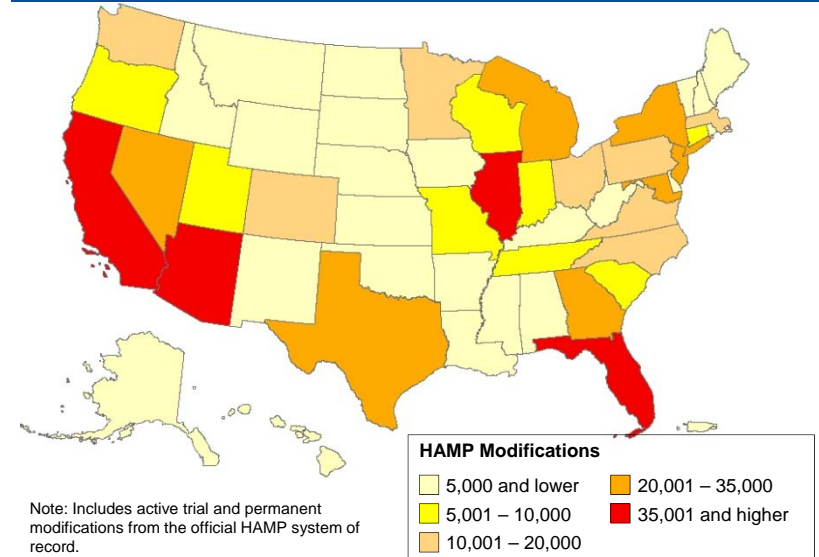 HAMP Modifications
5,000 and lower
20,001 – 35,000
5,001 – 10,000
35,001 and higher
10,001 – 20,000
Note: Includes active trial and permanent
modifications from the official HAMP system of
record.